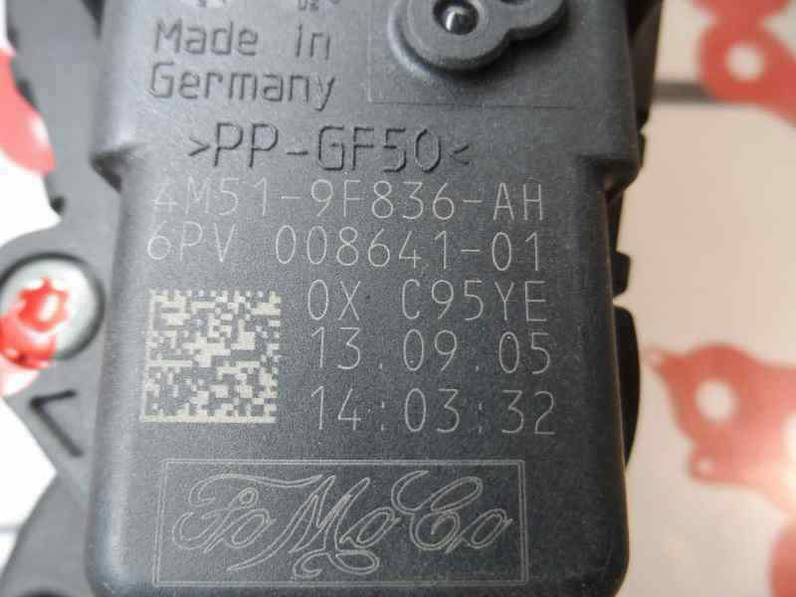 Made in
Germany
>PP-GF50<
4M51-9F836-AH
6PV 008641-01
0X C95YE
13.09.05
14:03:32
FoMoCo